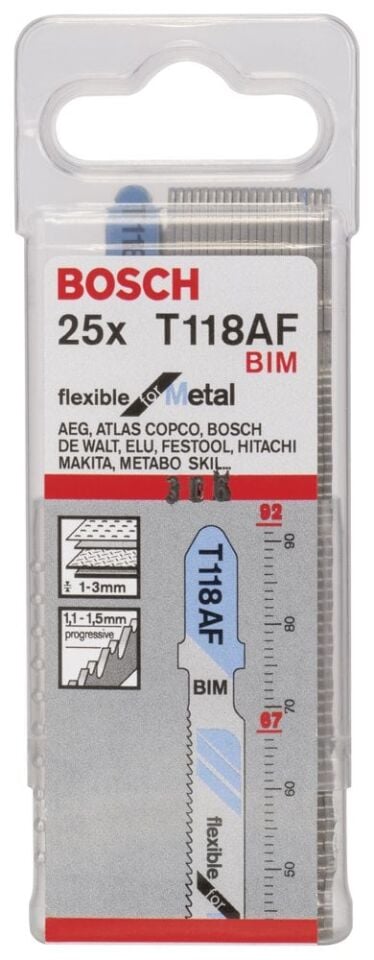 T118
BOSCH
25x T118AF
BIM
flexible for Metal
AEG, ATLAS COPCO, BOSCH
DE WALT, ELU, FESTOOL, HITACHI
MAKITA, METABO SKIL...
92
90
T118AF
1-3mm
80
1,1-1,5mm
progressive
BIM
70
67
60
flexible for
50